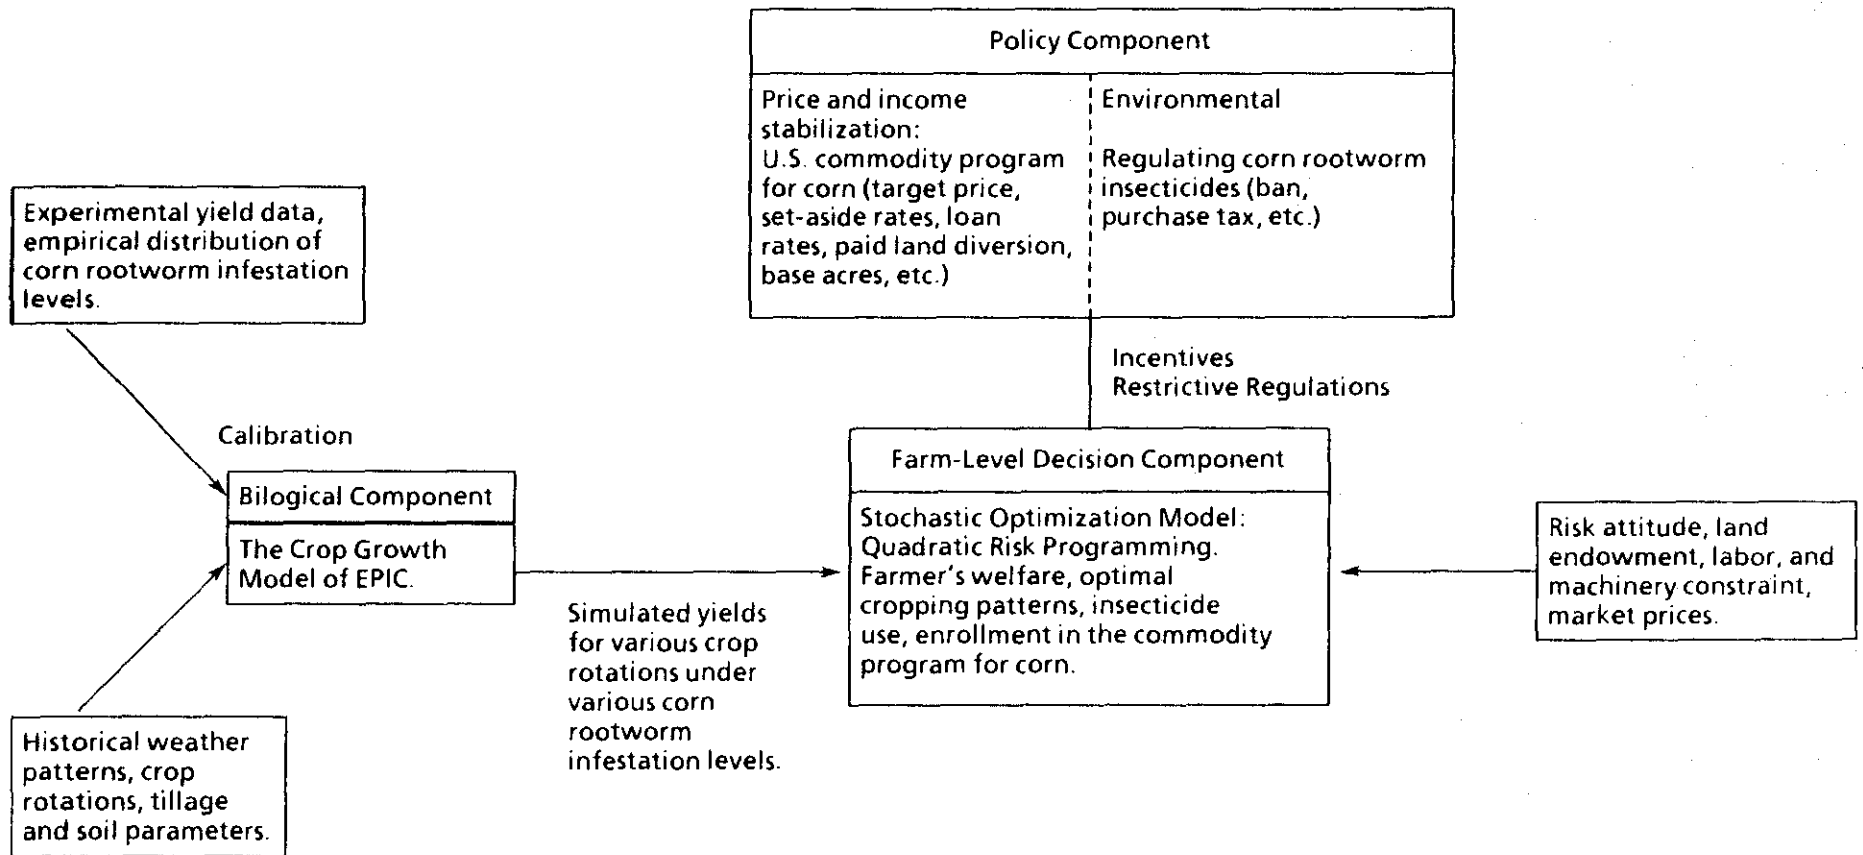 Policy Component
Price and income
stabilization:
U.S. commodity program
for corn (target price,
set-aside rates, loan
rates, paid land diversion,
base acres, etc.)
Environmental
Regulating corn rootworm
insecticides (ban,
purchase tax, etc.)
Experimental yield data,
empirical distribution of
corn rootworm infestation
levels.
Incentives
Restrictive Regulations
Calibration
Bilogical Component
The Crop Growth
Model of EPIC.
Farm-Level Decision Component
Stochastic Optimization Model:
Quadratic Risk Programming.
Farmer's welfare, optimal
cropping patterns, insecticide
use, enrollment in the commodity
program for corn.
Risk attitude, land
endowment, labor, and
machinery constraint,
market prices.
Simulated yields
for various crop
rotations under
various corn
rootworm
infestation levels.
Historical weather
patterns, crop
rotations, tillage
and soil parameters.